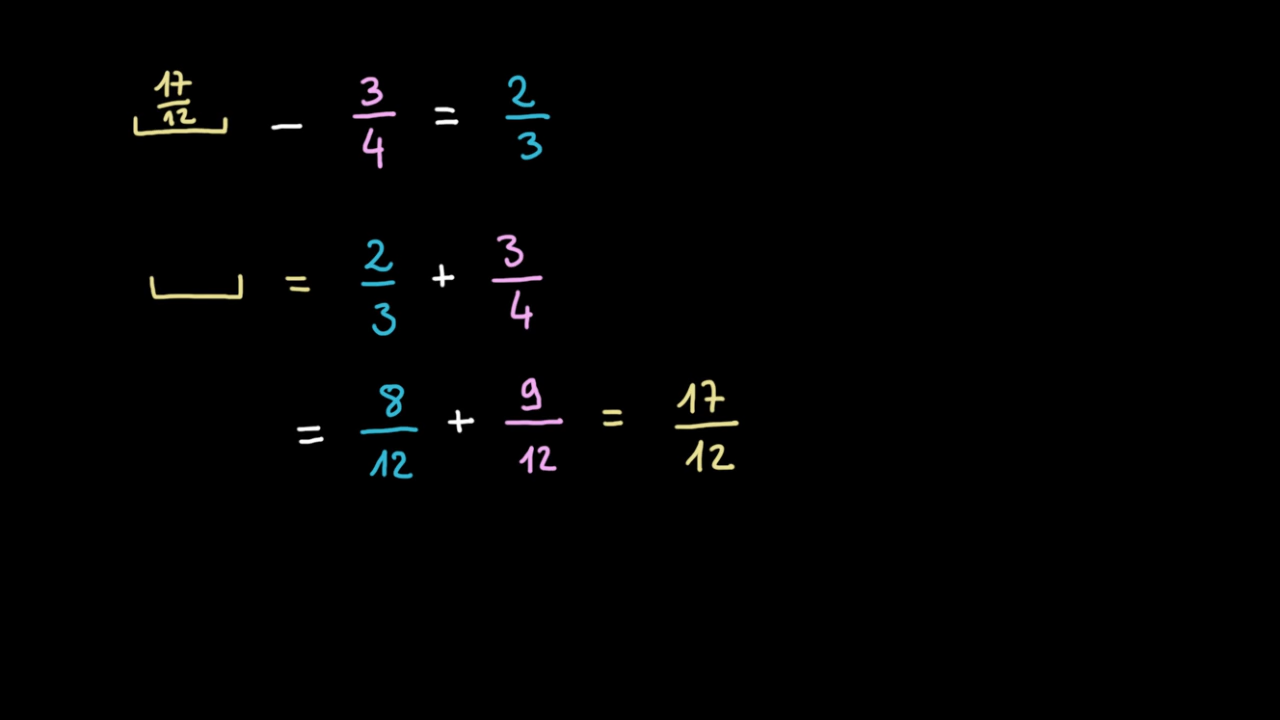 17/12 - 3/4 = 2/3
= 2/3 + 3/4
= 8/12 + 9/12 = 17/12